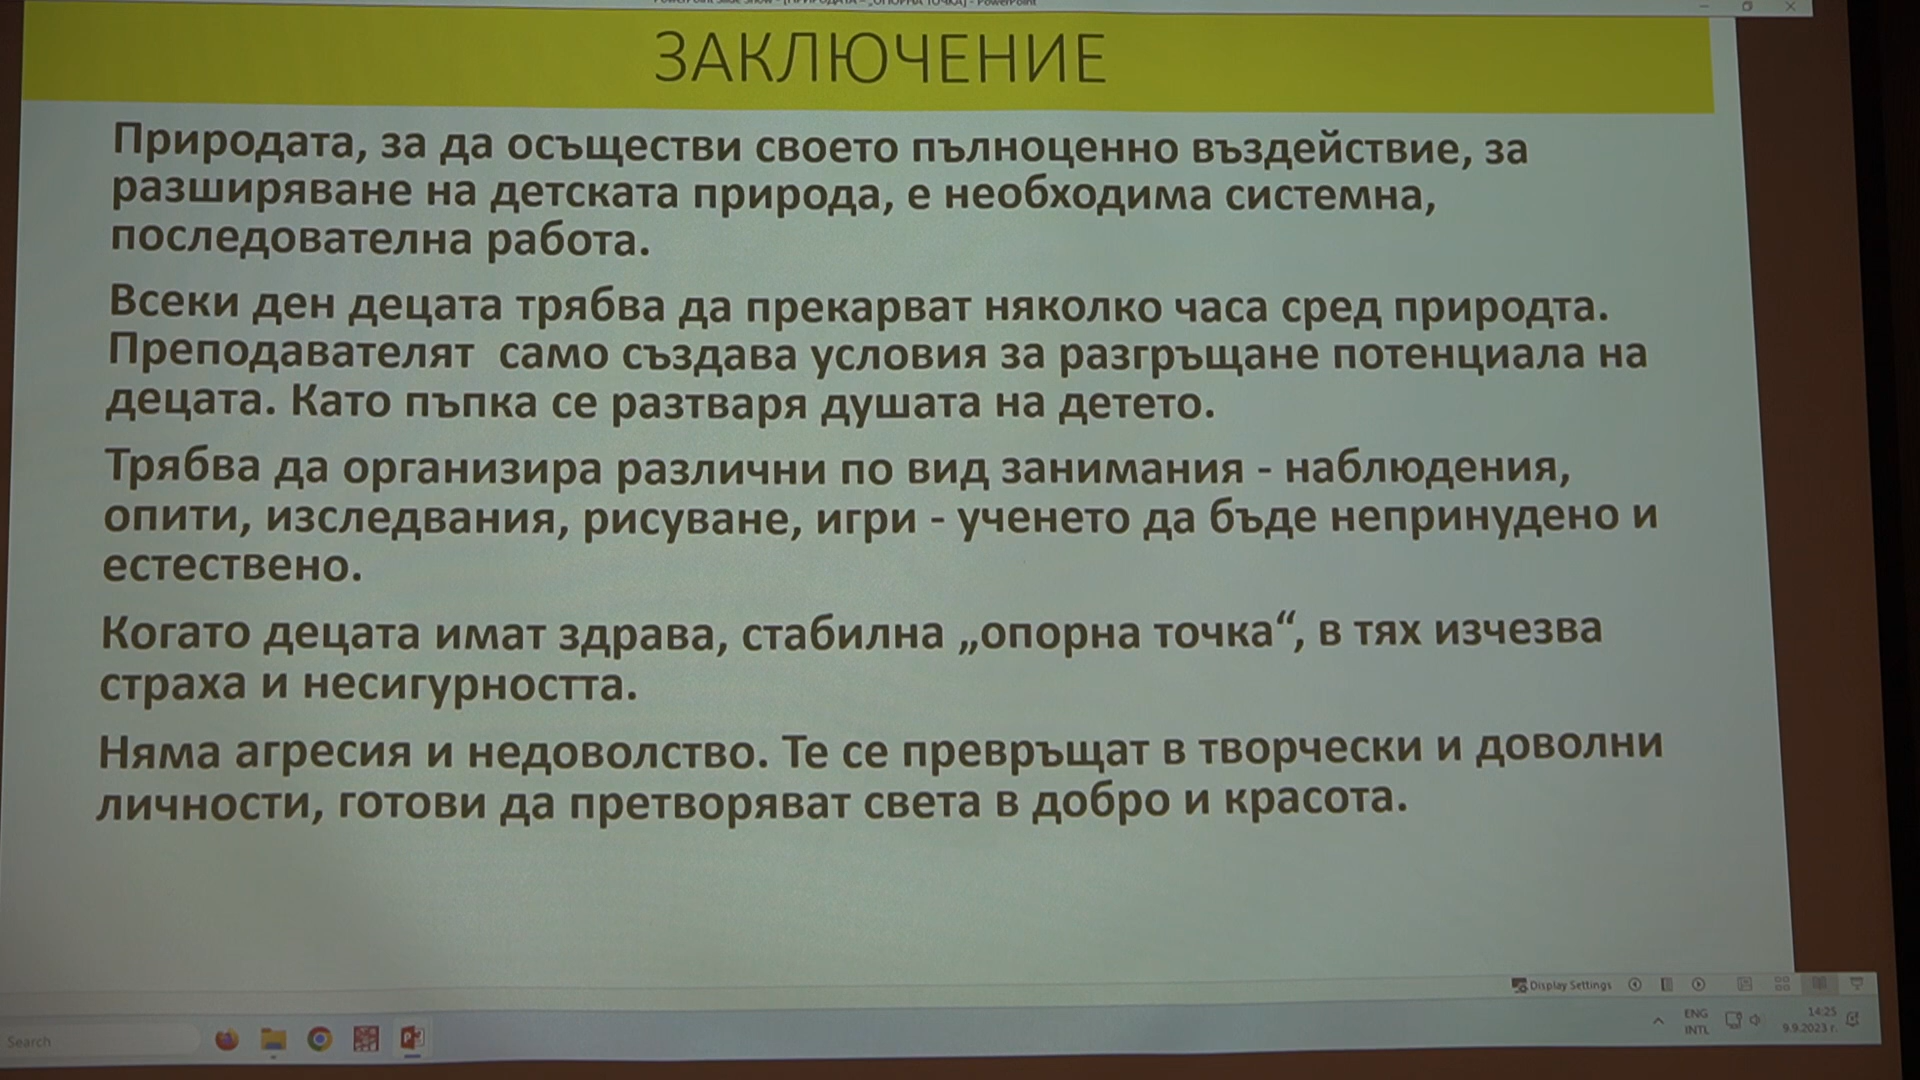 ЗАКЛЮЧЕНИЕ
Природата, за да осъществи своето пълноценно въздействие, за
разширяване на детската природа, е необходима системна,
последователна работа.
Всеки ден децата трябва да прекарват няколко часа сред природта.
Преподавателят само създава условия за разгръщане потенциала на
децата. Като пъпка се разтваря душата на детето.
Трябва да организира различни по вид занимания - наблюдения,
опити, изследвания, рисуване, игри - ученето да бъде непринудено и
естествено.
Когато децата имат здрава, стабилна „опорна точка“, в тях изчезва
страха и несигурността.
Няма агресия и недоволство. Те се превръщат в творчески и доволни
личности, готови да претворяват света в добро и красота.
Display Settings
Search
ENG
INTL
14:25
9.9.2023 г.